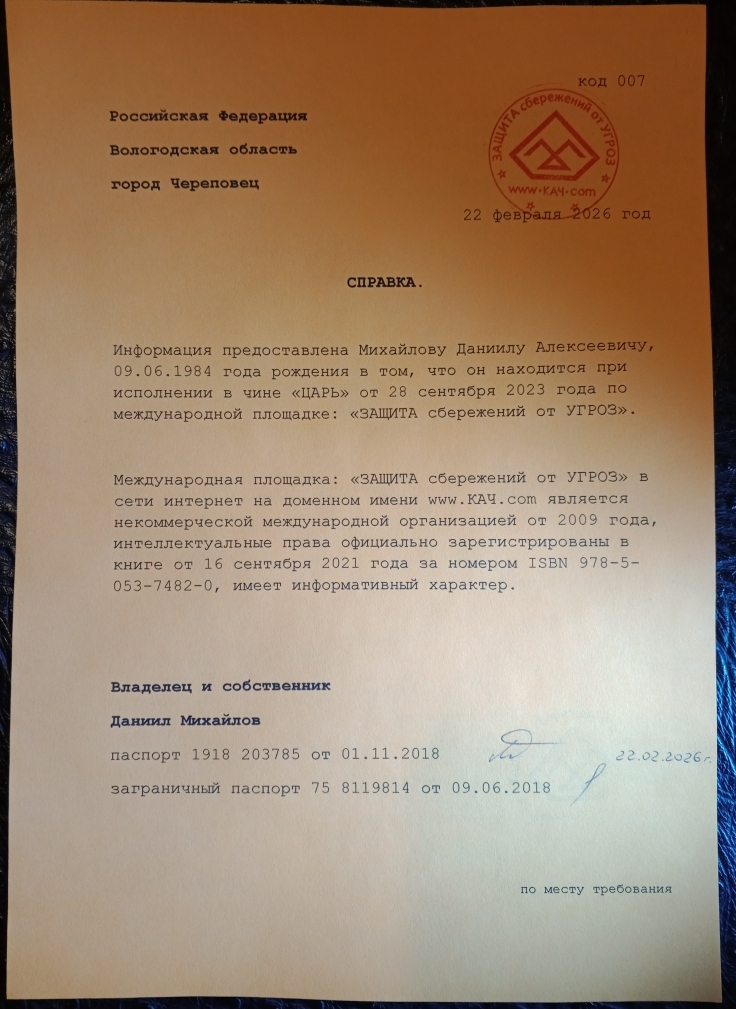 код 007
Российская Федерация
Вологодская область
город Череповец
ЗАЩИТА сбережений от УГРОЗ
www.КАЧ.com
22 февраля 2026 год
СПРАВКА.
Информация предоставлена Михайлову Даниилу Алексеевичу,
09.06.1984 года рождения в том, что он находится при
исполнении в чине «ЦАРЬ» от 28 сентября 2023 года по
международной площадке: «ЗАЩИТА сбережений от УГРОЗ».
Международная площадка: «ЗАЩИТА сбережений от УГРОЗ» в
сети интернет на доменном имени www.КАЧ.com является
некоммерческой международной организацией от 2009 года,
интеллектуальные права официально зарегистрированы в
книге от 16 сентября 2021 года за номером ISBN 978-5-
053-7482-0, имеет информативный характер.
Владелец и собственник
Даниил Михайлов
паспорт 1918 203785 от 01.11.2018
22.02.2026г.
заграничный паспорт 75 8119814 от 09.06.2018
по месту требования